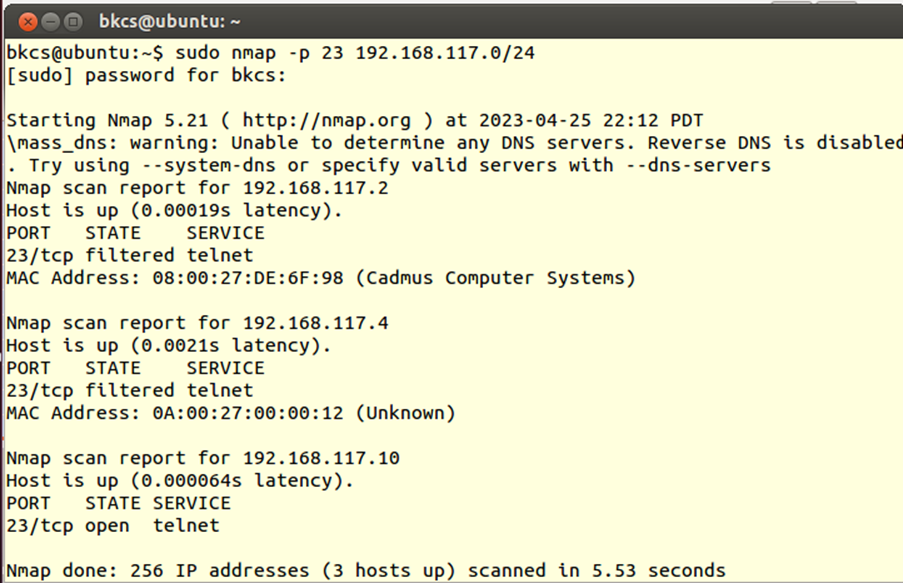 bkcs@ubuntu: ~
bkcs@ubuntu:~$ sudo nmap -p 23 192.168.117.0/24
[sudo] password for bkcs:
Starting Nmap 5.21 ( http://nmap.org ) at 2023-04-25 22:12 PDT
\mass_dns: warning: Unable to determine any DNS servers. Reverse DNS is disabled
. Try using --system-dns or specify valid servers with --dns-servers
Nmap scan report for 192.168.117.2
Host is up (0.00019s latency).
PORT   STATE    SERVICE
23/tcp filtered telnet
MAC Address: 08:00:27:DE:6F:98 (Cadmus Computer Systems)
Nmap scan report for 192.168.117.4
Host is up (0.0021s latency).
PORT   STATE    SERVICE
23/tcp filtered telnet
MAC Address: 0A:00:27:00:00:12 (Unknown)
Nmap scan report for 192.168.117.10
Host is up (0.000064s latency).
PORT   STATE SERVICE
23/tcp open  telnet
Nmap done: 256 IP addresses (3 hosts up) scanned in 5.53 seconds